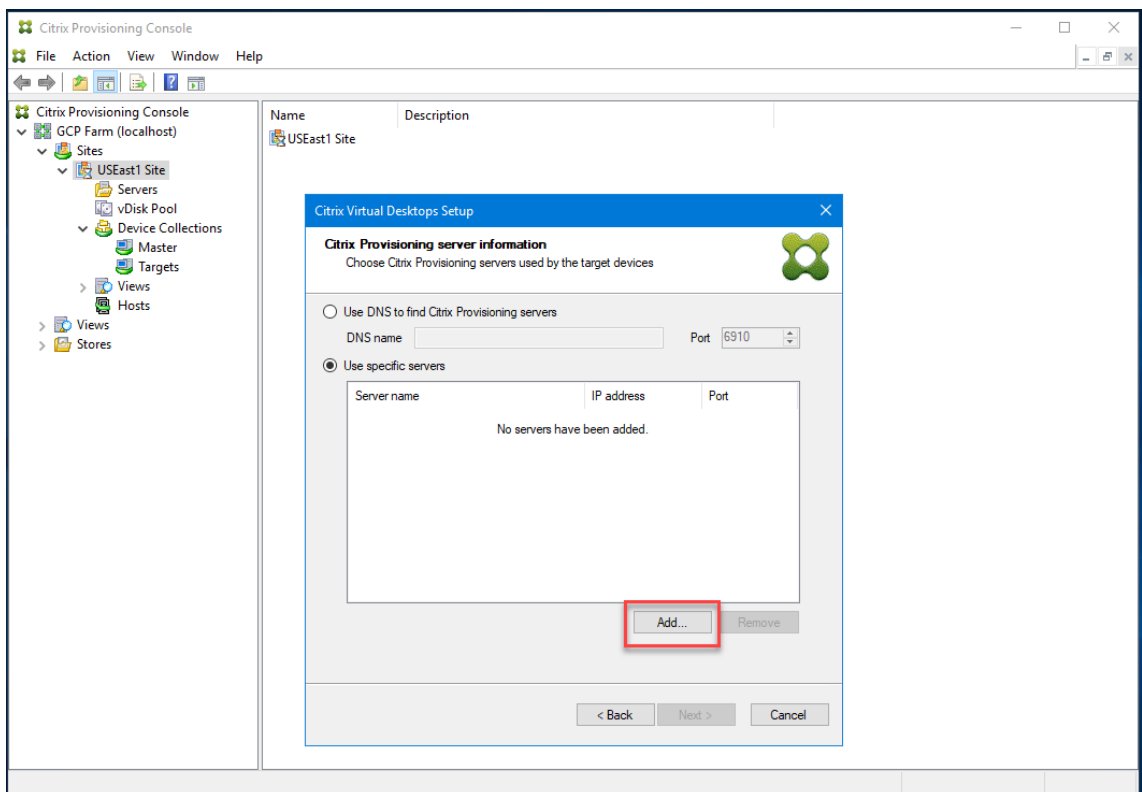 Citrix Provisioning Console
File Action View Window Help
Citrix Provisioning Console
GCP Farm (localhost)
Sites
USEast1 Site
Servers
vDisk Pool
Device Collections
Master
Targets
Views
Hosts
Views
Stores
Name Description
USEast1 Site
Citrix Virtual Desktops Setup
Citrix Provisioning server information
Choose Citrix Provisioning servers used by the target devices
Use DNS to find Citrix Provisioning servers
DNS name Port 6910
Use specific servers
Server name IP address Port
No servers have been added.
Add... Remove
< Back Next > Cancel